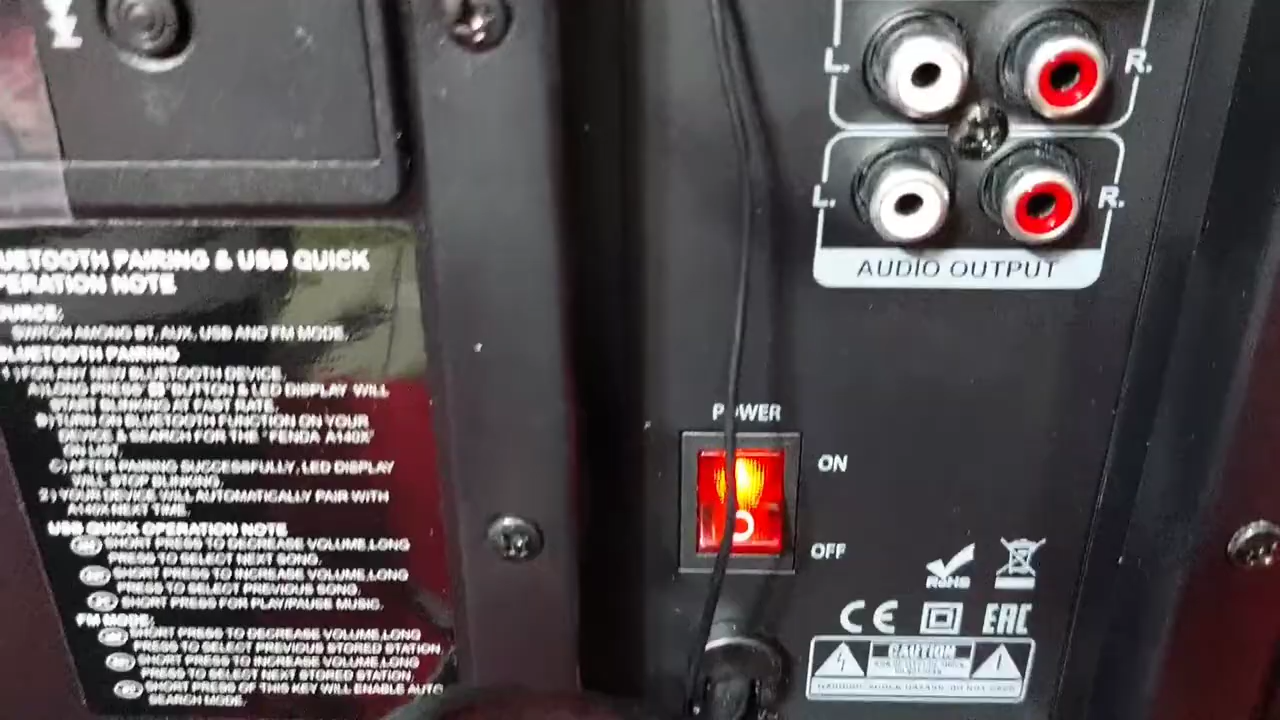 L. R.
L. R.
AUDIO OUTPUT
UETOOTH PAIRING & USB QUICK
PERATION NOTE
OURCE:
SWITCH AMONG BT, AUX, USB AND FM MODE.
BLUETOOTH PAIRING
1) FOR ANY NEW BLUETOOTH DEVICE,
A) LONG PRESS BUTTON & LED DISPLAY WILL
START BLINKING AT FAST RATE.
B) TURN ON BLUETOOTH FUNCTION ON YOUR
DEVICE & SEARCH FOR THE "FENDA A140X"
ON LIST.
C) AFTER PAIRING SUCCESSFULLY, LED DISPLAY
WILL STOP BLINKING.
2) YOUR DEVICE WILL AUTOMATICALLY PAIR WITH
A140X NEXT TIME.
USB QUICK OPERATION NOTE
SHORT PRESS TO DECREASE VOLUME, LONG
PRESS TO SELECT NEXT SONG.
SHORT PRESS TO INCREASE VOLUME, LONG
PRESS TO SELECT PREVIOUS SONG.
SHORT PRESS FOR PLAY/PAUSE MUSIC.
FM MODE:
SHORT PRESS TO DECREASE VOLUME, LONG
PRESS TO SELECT PREVIOUS STORED STATION.
SHORT PRESS TO INCREASE VOLUME, LONG
PRESS TO SELECT NEXT STORED STATION.
SHORT PRESS OF THIS KEY WILL ENABLE AUTO
SEARCH MODE.
POWER
ON
OFF
RoHS
CE EAC
CAUTION